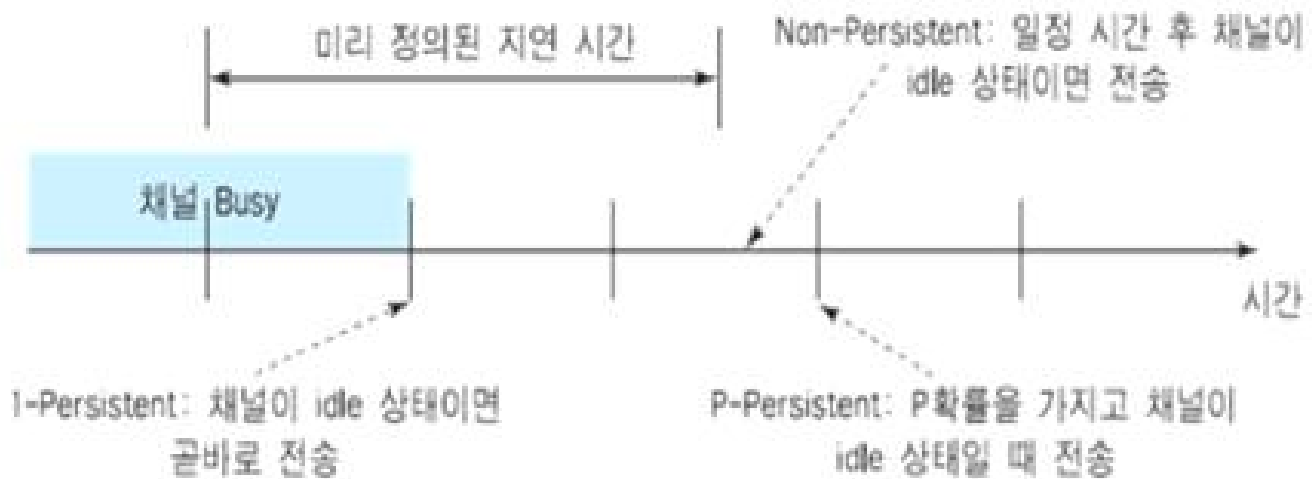 미리 정의된 지연 시간
Non-Persistent: 일정 시간 후 채널이
idle 상태이면 전송
채널 Busy
시간
1-Persistent: 채널이 idle 상태이면
곧바로 전송
P-Persistent: P확률을 가지고 채널이
idle 상태일 때 전송